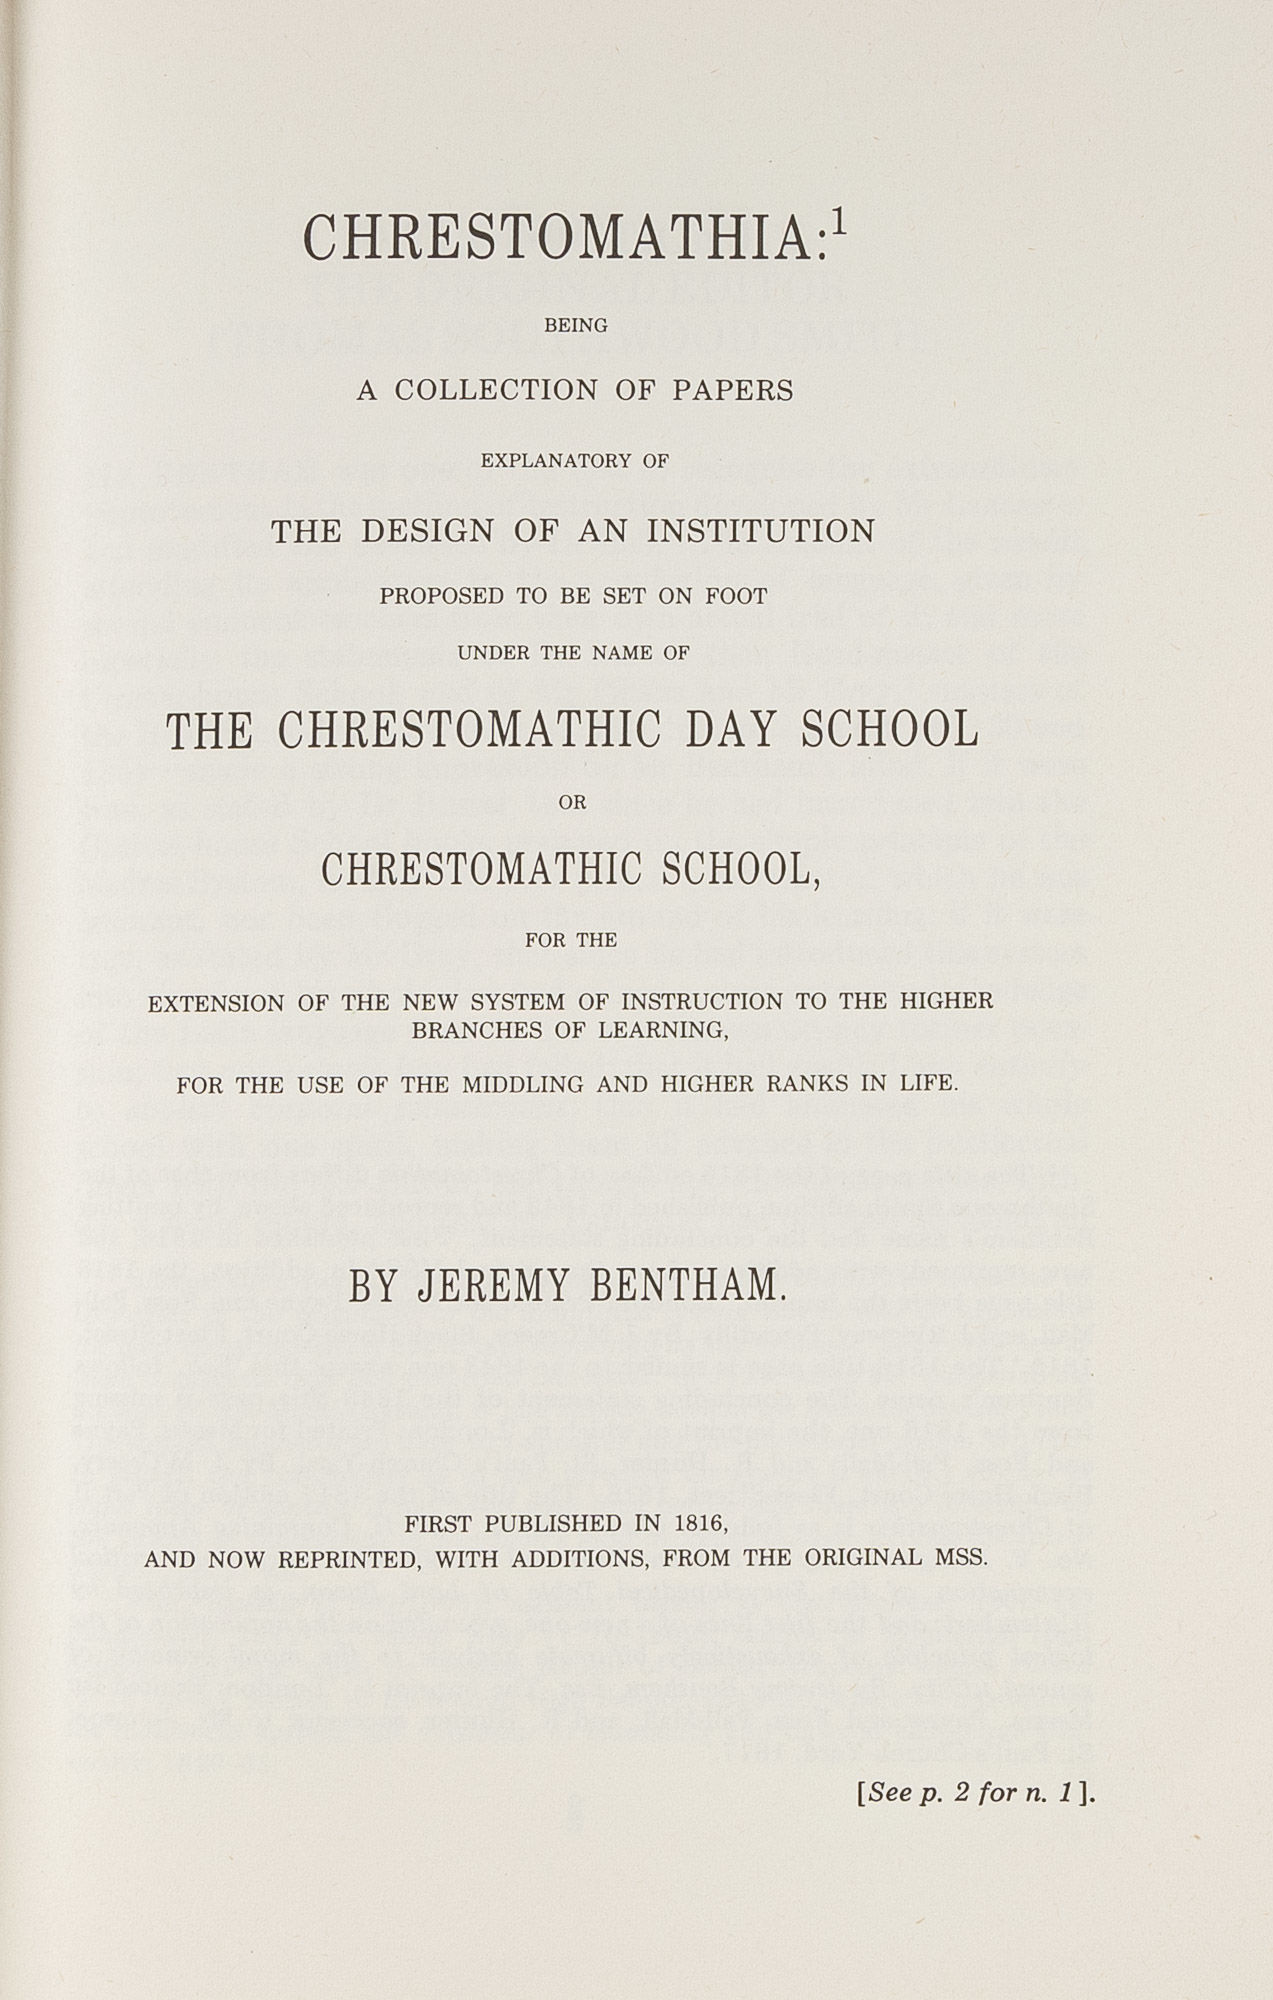 CHRESTOMATHIA:¹
BEING
A COLLECTION OF PAPERS
EXPLANATORY OF
THE DESIGN OF AN INSTITUTION
PROPOSED TO BE SET ON FOOT
UNDER THE NAME OF
THE CHRESTOMATHIC DAY SCHOOL
OR
CHRESTOMATHIC SCHOOL,
FOR THE
EXTENSION OF THE NEW SYSTEM OF INSTRUCTION TO THE HIGHER
BRANCHES OF LEARNING,
FOR THE USE OF THE MIDDLING AND HIGHER RANKS IN LIFE.
BY JEREMY BENTHAM.
FIRST PUBLISHED IN 1816,
AND NOW REPRINTED, WITH ADDITIONS, FROM THE ORIGINAL MSS.
[See p. 2 for n. 1].